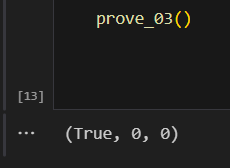 prove_03()
[13]
... (True, 0, 0)